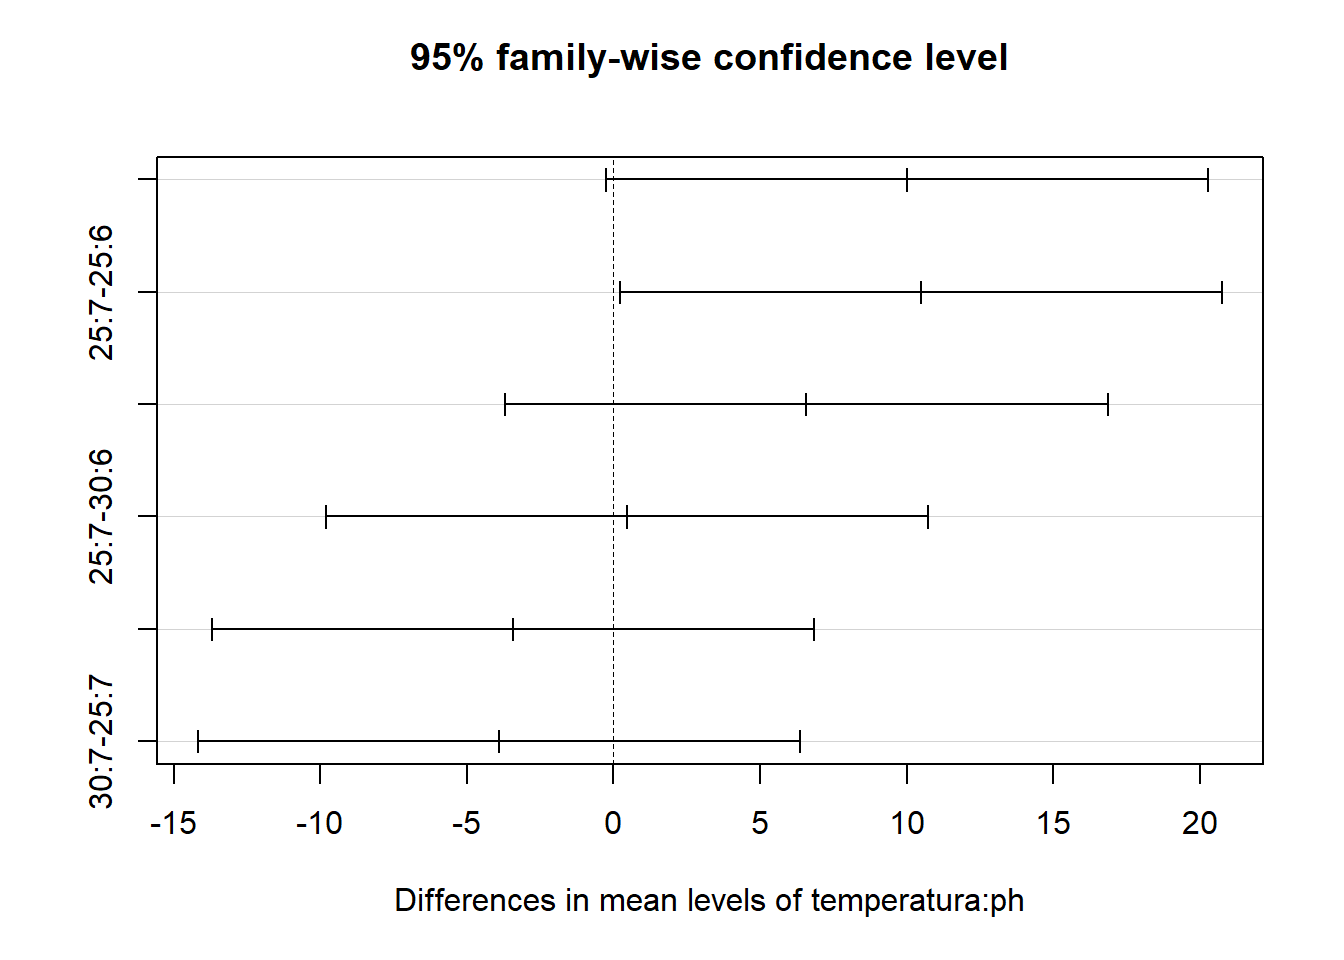 95% family-wise confidence level
25:7-25:6
25:7-30:6
30:7-25:7
-15 -10 -5 0 5 10 15 20
Differences in mean levels of temperatura:ph